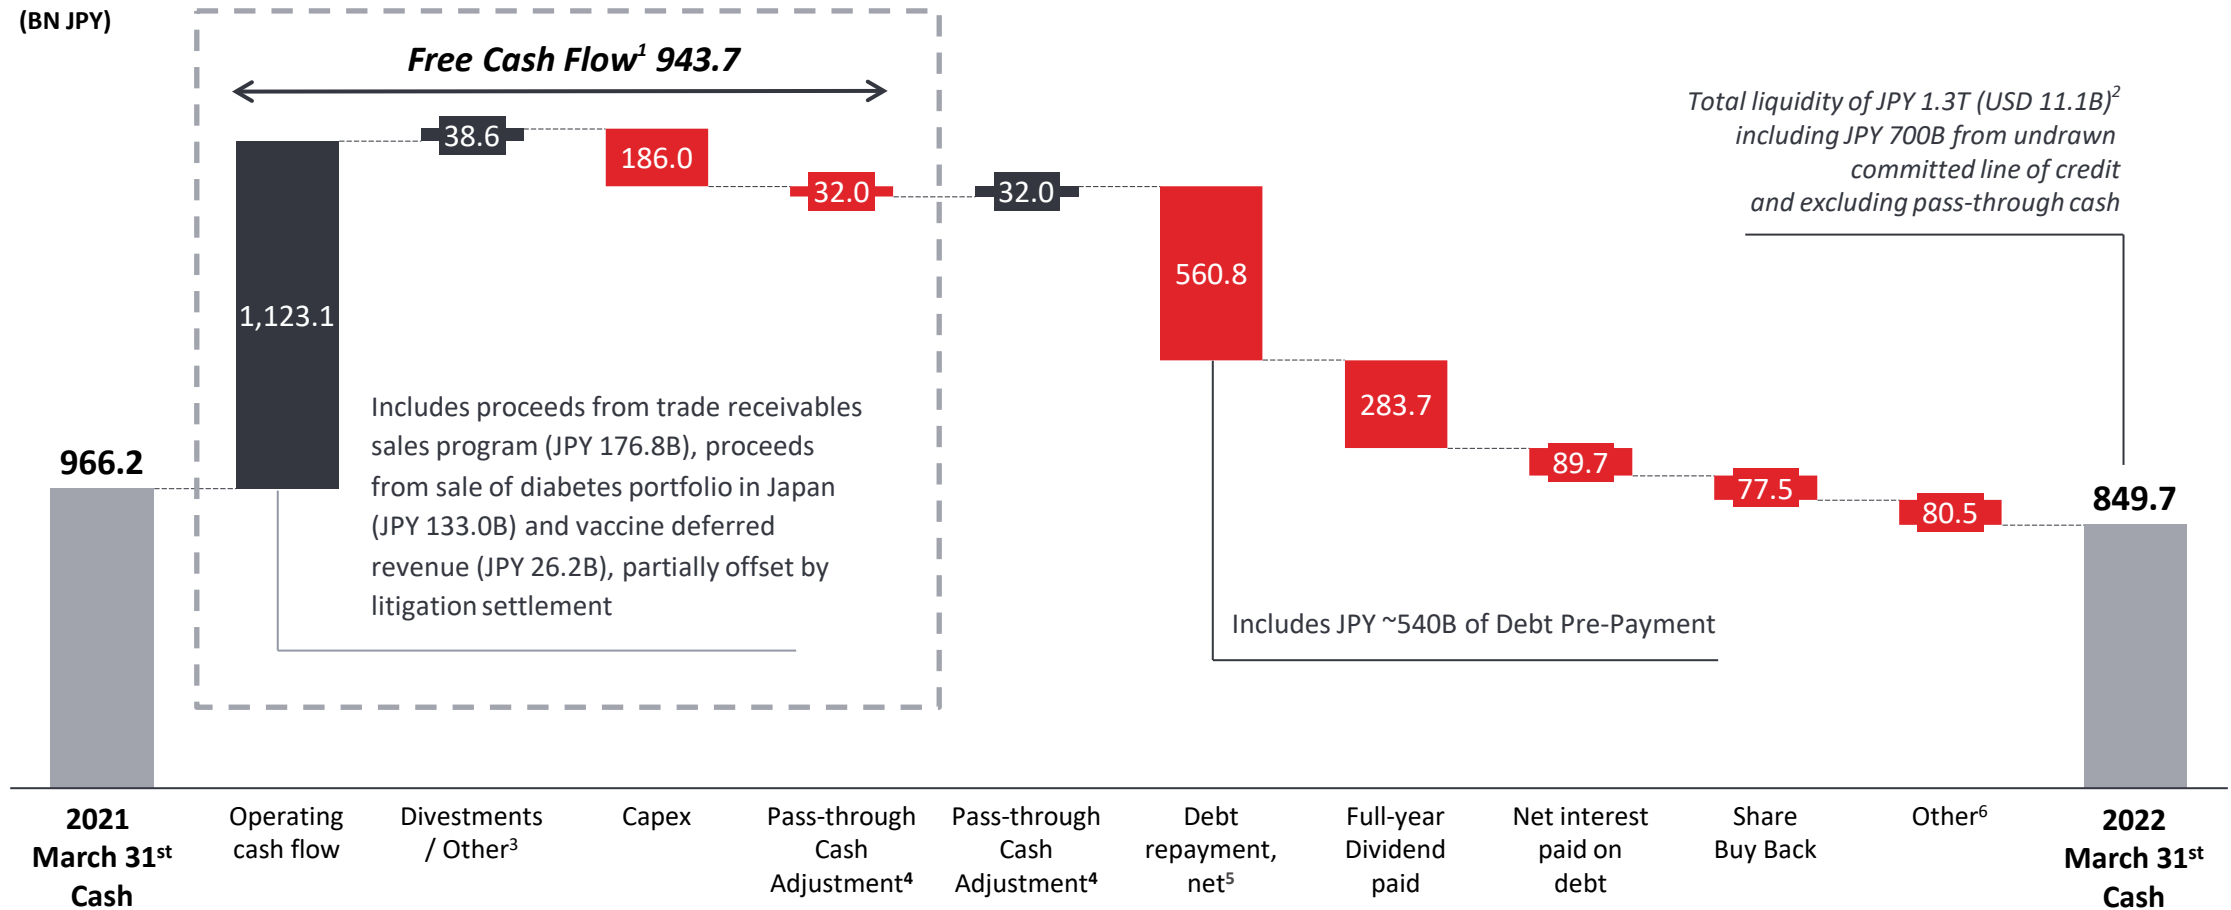 (BN JPY)
Free Cash Flow1 943.7
Total liquidity of JPY 1.3T (USD 11.1B)2
including JPY 700B from undrawn
committed line of credit
and excluding pass-through cash
966.2
1,123.1
38.6
186.0
32.0
32.0
560.8
283.7
89.7
77.5
80.5
849.7
Includes proceeds from trade receivables
sales program (JPY 176.8B), proceeds
from sale of diabetes portfolio in Japan
(JPY 133.0B) and vaccine deferred
revenue (JPY 26.2B), partially offset by
litigation settlement
Includes JPY ~540B of Debt Pre-Payment
2021
March 31st
Cash
Operating
cash flow
Divestments
/ Other3
Capex
Pass-through
Cash
Adjustment4
Pass-through
Cash
Adjustment4
Debt
repayment,
net5
Full-year
Dividend
paid
Net interest
paid on
debt
Share
Buy Back
Other6
2022
March 31st
Cash